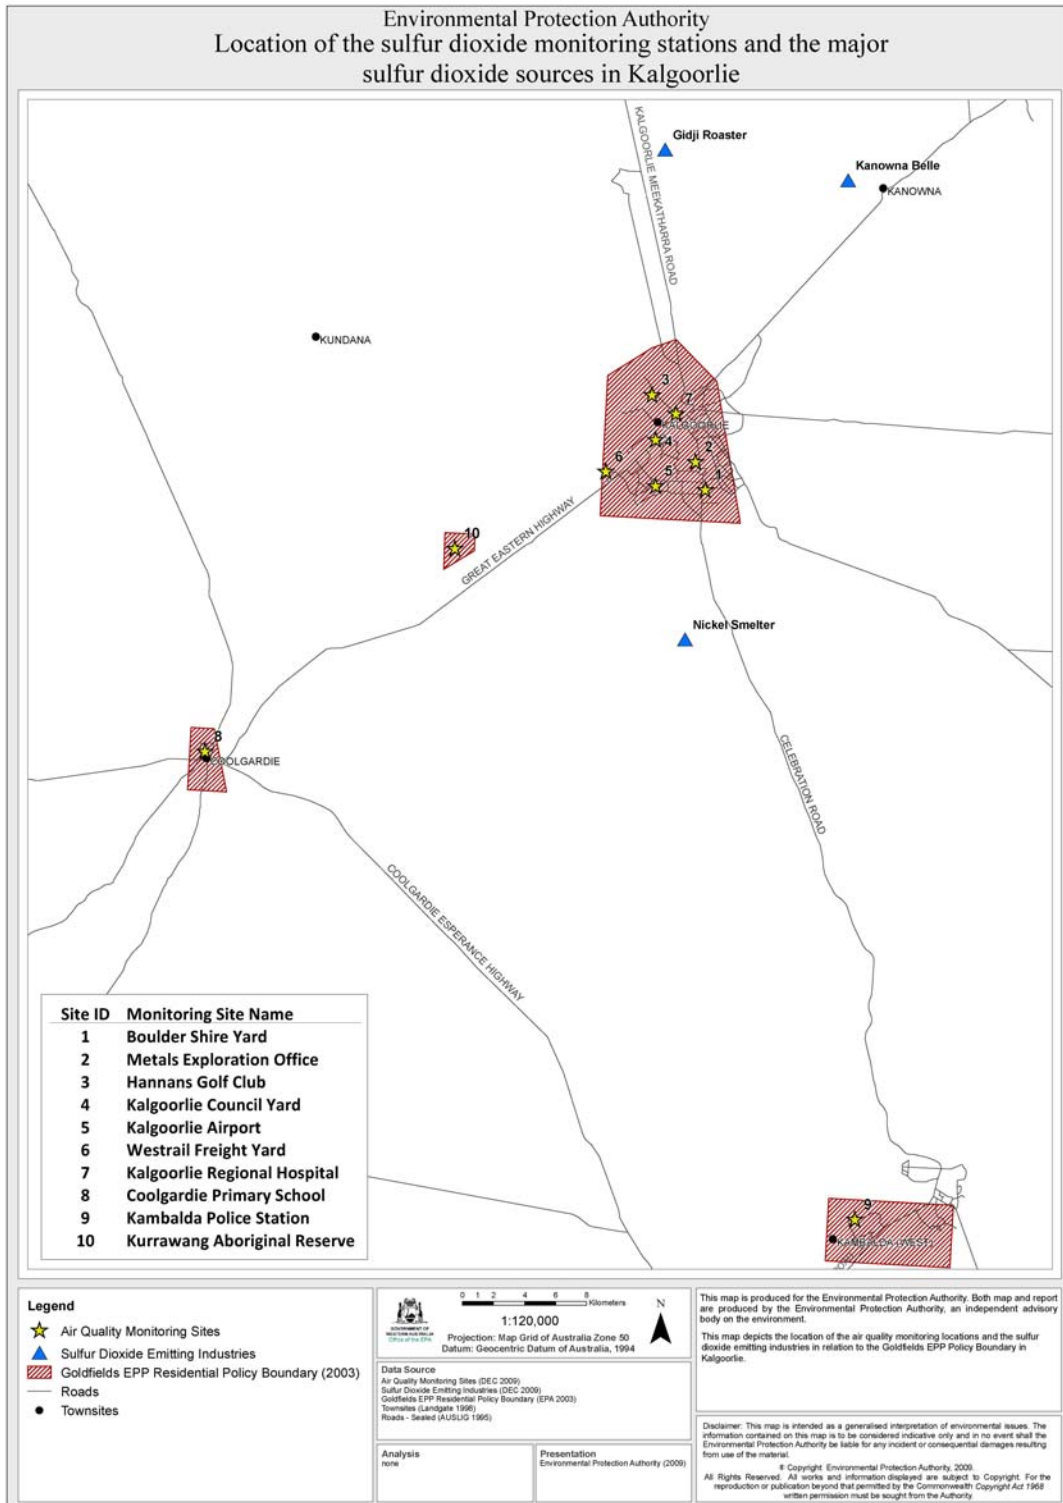 Environmental Protection Authority
Location of the sulfur dioxide monitoring stations and the major
sulfur dioxide sources in Kalgoorlie
KALGOORLIE MEEKATHARRA ROAD
Gidji Roaster
Kanowna Belle
KANOWNA
KUNDANA
3
7
KALGOORLIE
4
2
6
5
1
10
GREAT EASTERN HIGHWAY
Nickel Smelter
8
COOLGARDIE
CELEBRATION ROAD
COOLGARDIE ESPERANCE HIGHWAY
9
KAMBALDA (WEST)
Site ID Monitoring Site Name
1 Boulder Shire Yard
2 Metals Exploration Office
3 Hannans Golf Club
4 Kalgoorlie Council Yard
5 Kalgoorlie Airport
6 Westrail Freight Yard
7 Kalgoorlie Regional Hospital
8 Coolgardie Primary School
9 Kambalda Police Station
10 Kurrawang Aboriginal Reserve
Legend
Air Quality Monitoring Sites
Sulfur Dioxide Emitting Industries
Goldfields EPP Residential Policy Boundary (2003)
Roads
Townsites
GOVERNMENT OF
WESTERN AUSTRALIA
Office of the EPA
0 1 2 4 6 8
Kilometers
N
1:120,000
Projection: Map Grid of Australia Zone 50
Datum: Geocentric Datum of Australia, 1994
Data Source
Air Quality Monitoring Sites (DEC 2009)
Sulfur Dioxide Emitting Industries (DEC 2009)
Goldfields EPP Residential Policy Boundary (EPA 2003)
Townsites (Landgate 1996)
Roads - Sealed (AUSLIG 1995)
Analysis
none
Presentation
Environmental Protection Authority (2009)
This map is produced for the Environmental Protection Authority. Both map and report
are produced by the Environmental Protection Authority, an independent advisory
body on the environment.
This map depicts the location of the air quality monitoring locations and the sulfur
dioxide emitting industries in relation to the Goldfields EPP Policy Boundary in
Kalgoorlie.
Disclaimer: This map is intended as a generalised interpretation of environmental issues. The
information contained on this map is to be considered indicative only and in no event shall the
Environmental Protection Authority be liable for any incident or consequential damages resulting
from use of the material.
© Copyright Environmental Protection Authority, 2009.
All Rights Reserved. All works and information displayed are subject to Copyright. For the
reproduction or publication beyond that permitted by the Commonwealth Copyright Act 1968
written permission must be sought from the Authority.